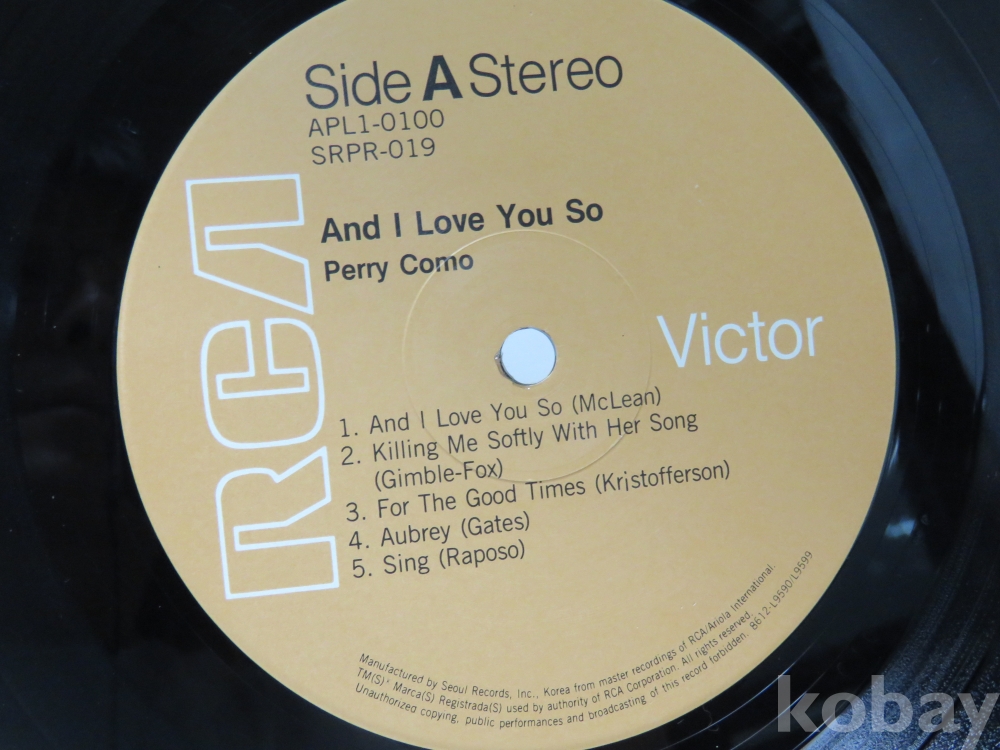 Side A Stereo
APL1-0100
SRPR-019
RCA
And I Love You So
Perry Como
Victor
1. And I Love You So (McLean)
2. Killing Me Softly With Her Song
(Gimble-Fox)
3. For The Good Times (Kristofferson)
4. Aubrey (Gates)
5. Sing (Raposo)
Manufactured by Seoul Records, Inc., Korea from master recordings of RCA/Ariola International.
TM(S)® Marca(S) Registrada(S) used by authority of RCA Corporation. All rights reserved.
Unauthorized copying, public performances and broadcasting of this record forbidden. 8612-L9590/L9599
kobay